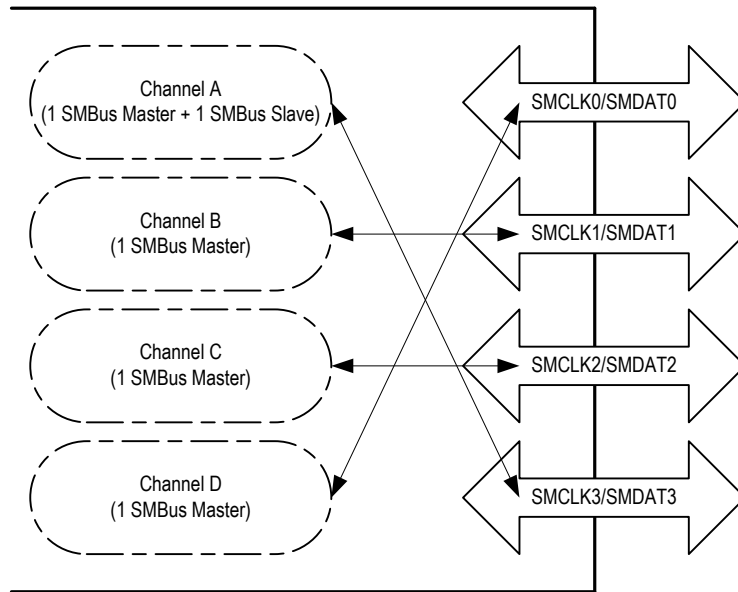 Channel A
(1 SMBus Master + 1 SMBus Slave)
SMCLK0/SMDAT0
Channel B
(1 SMBus Master)
SMCLK1/SMDAT1
Channel C
(1 SMBus Master)
SMCLK2/SMDAT2
Channel D
(1 SMBus Master)
SMCLK3/SMDAT3